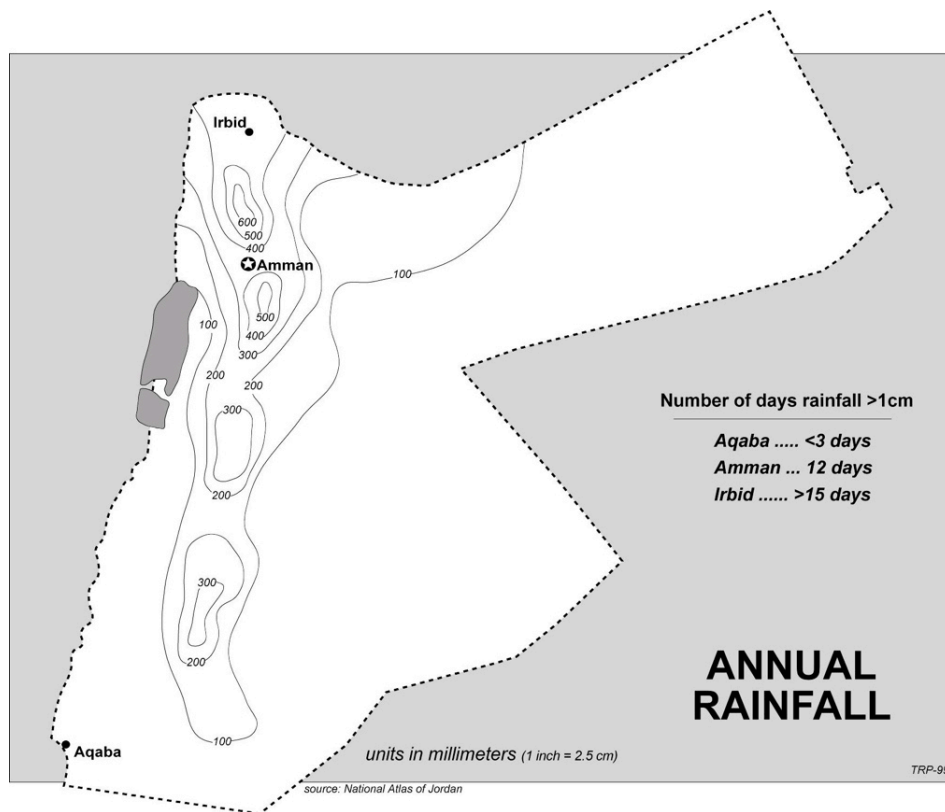 Irbid
600
500
400
Amman
100
500
100
400
300
200
200
300
200
300
200
100
Number of days rainfall >1cm
Aqaba ..... <3 days
Amman ... 12 days
Irbid ...... >15 days
ANNUAL
RAINFALL
Aqaba
units in millimeters (1 inch = 2.5 cm)
TRP-99
source: National Atlas of Jordan